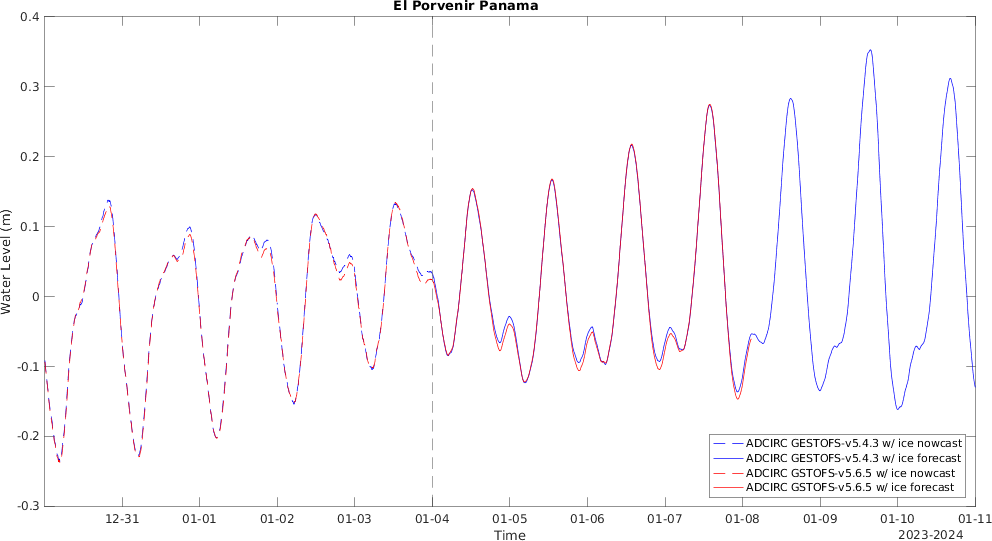 El Porvenir Panama
0.4
0.3
0.2
0.1
0
-0.1
-0.2
-0.3
Water Level (m)
ADCIRC GESTOFS-v5.4.3 w/ ice nowcast
ADCIRC GESTOFS-v5.4.3 w/ ice forecast
ADCIRC GSTOFS-v5.6.5 w/ ice nowcast
ADCIRC GSTOFS-v5.6.5 w/ ice forecast
12-31 01-01 01-02 01-03 01-04 01-05 01-06 01-07 01-08 01-09 01-10 01-11
Time
2023-2024